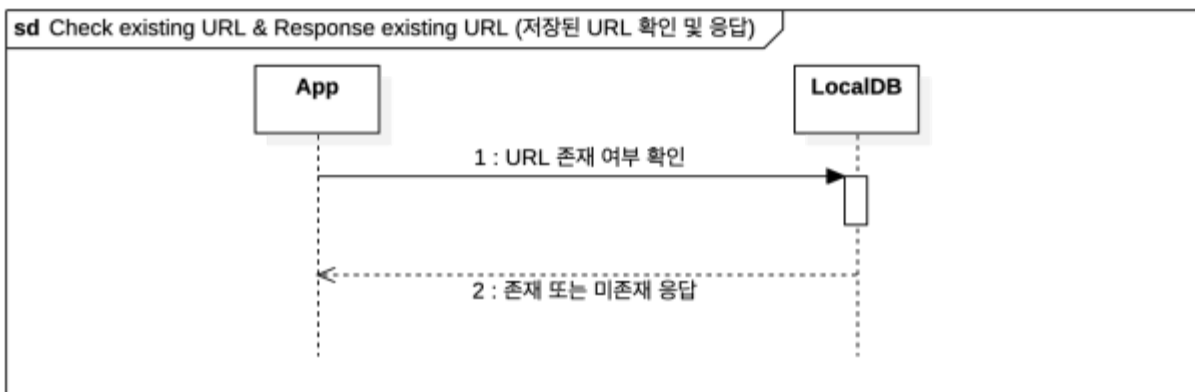 sd Check existing URL & Response existing URL (저장된 URL 확인 및 응답)
App
LocalDB
1 : URL 존재 여부 확인
2 : 존재 또는 미존재 응답